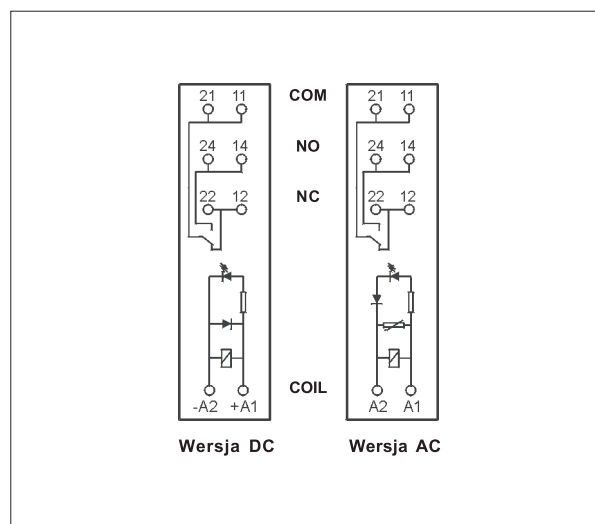 21 11 COM 21 11
24 14 NO 24 14
22 12 NC 22 12
COIL
-A2 +A1 A2 A1
Wersja DC Wersja AC